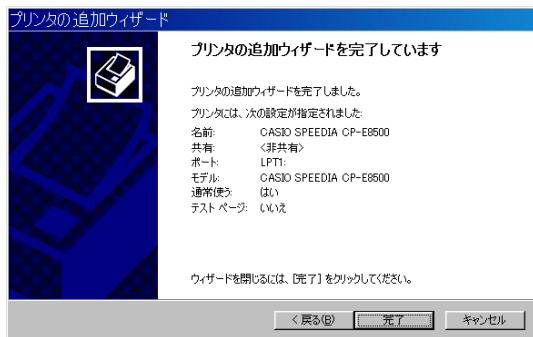 プリンタの追加ウィザード
プリンタの追加ウィザードを完了しています
プリンタの追加ウィザードを完了しました。
プリンタには、次の設定が指定されました:
名前: CASIO SPEEDIA CP-E8500
共有: <非共有>
ポート: LPT1:
モデル: CASIO SPEEDIA CP-E8500
通常使う: はい
テスト ページ: いいえ
ウィザードを閉じるには、[完了] をクリックしてください。
< 戻る(B) 完了 キャンセル